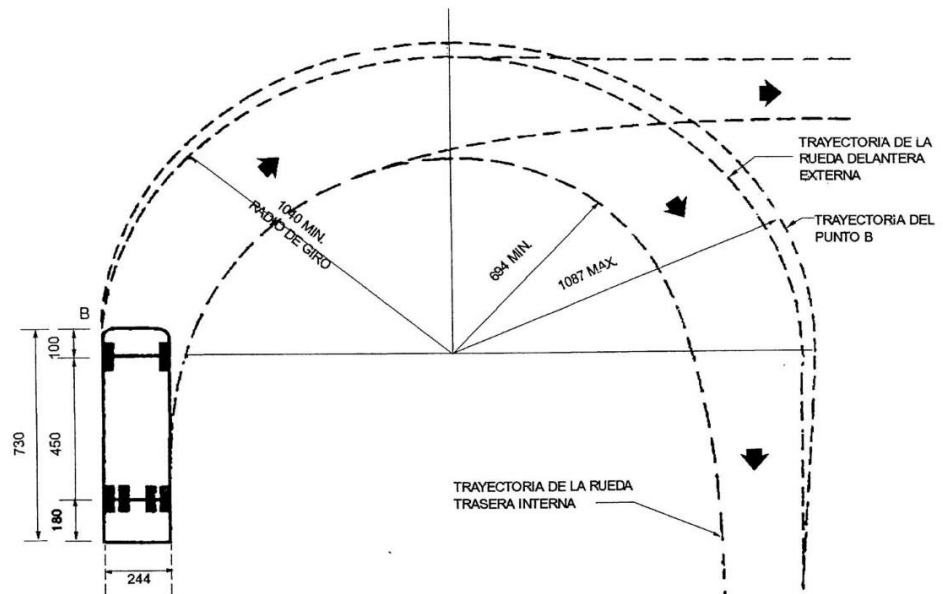 TRAYECTORIA DE LA
RUEDA DELANTERA
EXTERNA
1040 MIN.
RADIO DE GIRO
TRAYECTORIA DEL
PUNTO B
694 MIN.
1087 MAX.
B
100
730
450
180
TRAYECTORIA DE LA RUEDA
TRASERA INTERNA
244